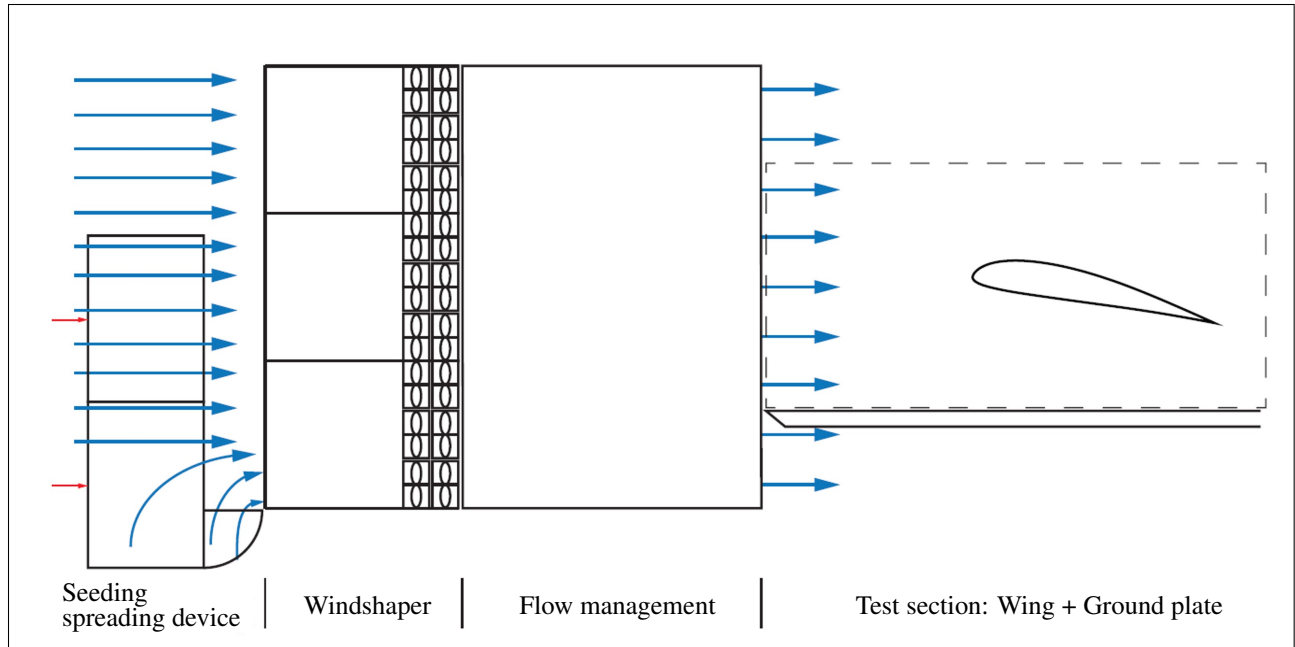 Seeding
spreading device
Windshaper
Flow management
Test section: Wing + Ground plate